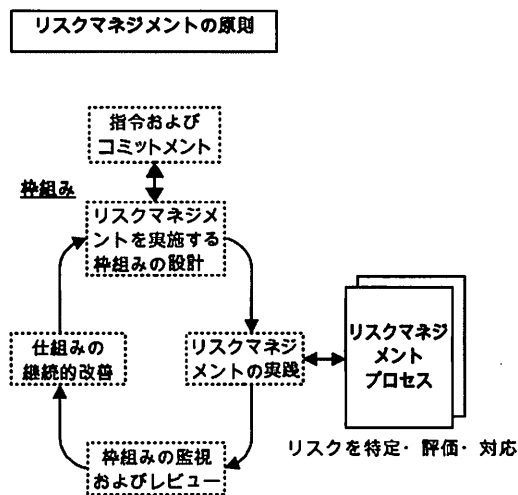 リスクマネジメントの原則
指令および
コミットメント
枠組み
リスクマネジメ
ントを実施する
枠組みの設計
仕組みの
継続的改善
リスクマネジ
メントの実践
リスクマネジ
メント
プロセス
リスクを特定・評価・対応
枠組みの監視
およびレビュー